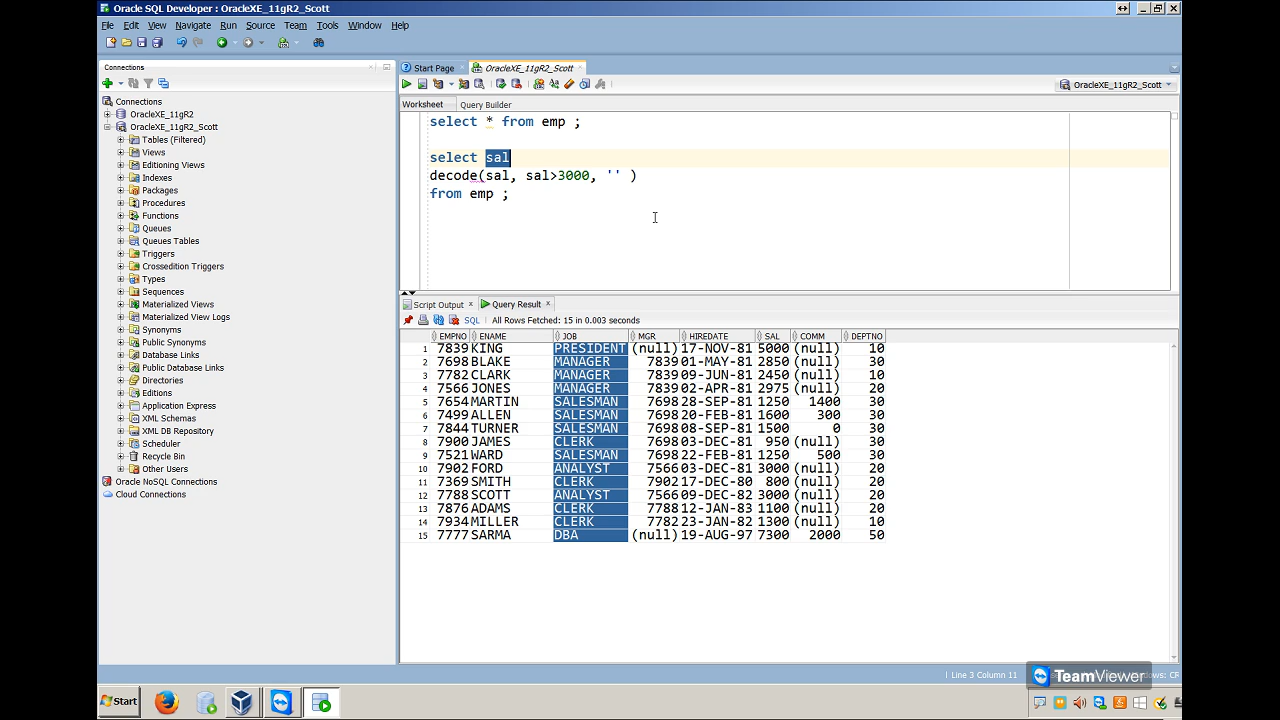 Oracle SQL Developer : OracleXE_11gR2_Scott
File Edit View Navigate Run Source Team Tools Window Help
Connections
Connections
OracleXE_11gR2
OracleXE_11gR2_Scott
Tables (Filtered)
Views
Editioning Views
Indexes
Packages
Procedures
Functions
Queues
Queues Tables
Triggers
Crossedition Triggers
Types
Sequences
Materialized Views
Materialized View Logs
Synonyms
Public Synonyms
Database Links
Public Database Links
Directories
Editions
Application Express
XML Schemas
XML DB Repository
Scheduler
Recycle Bin
Other Users
Oracle NoSQL Connections
Cloud Connections
Start Page OracleXE_11gR2_Scott
OracleXE_11gR2_Scott
Worksheet Query Builder
select * from emp ;
select sal
decode(sal, sal>3000, '' )
from emp ;
Script Output Query Result
SQL All Rows Fetched: 15 in 0.003 seconds
EMPNO ENAME JOB MGR HIREDATE SAL COMM DEPTNO
1 7839 KING PRESIDENT (null) 17-NOV-81 5000 (null) 10
2 7698 BLAKE MANAGER 7839 01-MAY-81 2850 (null) 30
3 7782 CLARK MANAGER 7839 09-JUN-81 2450 (null) 10
4 7566 JONES MANAGER 7839 02-APR-81 2975 (null) 20
5 7654 MARTIN SALESMAN 7698 28-SEP-81 1250 1400 30
6 7499 ALLEN SALESMAN 7698 20-FEB-81 1600 300 30
7 7844 TURNER SALESMAN 7698 08-SEP-81 1500 0 30
8 7900 JAMES CLERK 7698 03-DEC-81 950 (null) 30
9 7521 WARD SALESMAN 7698 22-FEB-81 1250 500 30
10 7902 FORD ANALYST 7566 03-DEC-81 3000 (null) 20
11 7369 SMITH CLERK 7902 17-DEC-80 800 (null) 20
12 7788 SCOTT ANALYST 7566 09-DEC-82 3000 (null) 20
13 7876 ADAMS CLERK 7788 12-JAN-83 1100 (null) 20
14 7934 MILLER CLERK 7782 23-JAN-82 1300 (null) 10
15 7777 SARMA DBA (null) 19-AUG-97 7300 2000 50
Line 3 Column 11
TeamViewer
Start